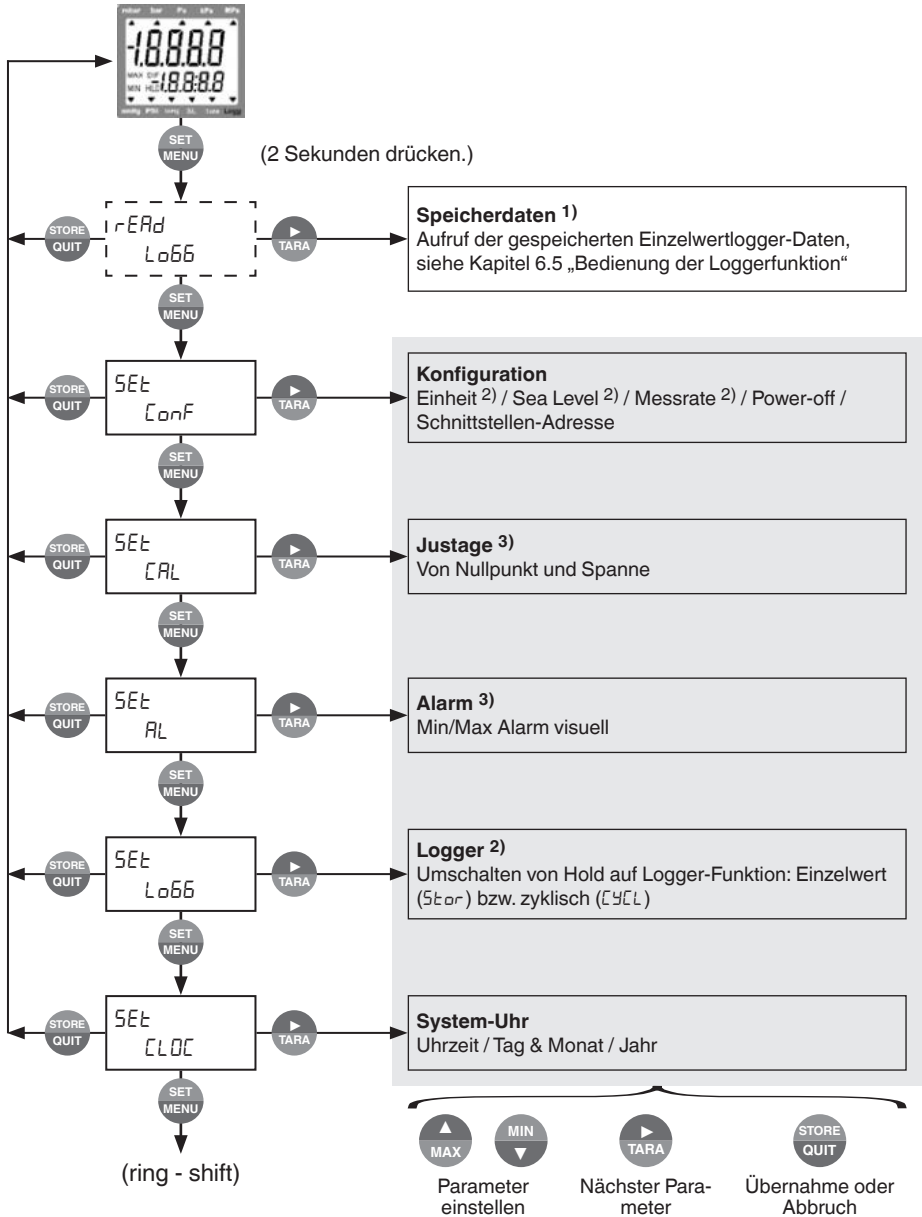 mbar bar Pa kPa MPa
-1.8.8.8.8
MAX DIF
MIN HLD -1.8.8:8.8
mmHg PSI
SET
MENU
(2 Sekunden drücken.)
STORE
QUIT
rEAd
LoGG
►
TARA
Speicherdaten 1)
Aufruf der gespeicherten Einzelwertlogger-Daten,
siehe Kapitel 6.5 „Bedienung der Loggerfunktion“
SET
MENU
STORE
QUIT
SEt
ConF
►
TARA
Konfiguration
Einheit 2) / Sea Level 2) / Messrate 2) / Power-off /
Schnittstellen-Adresse
SET
MENU
STORE
QUIT
SEt
CAL
►
TARA
Justage 3)
Von Nullpunkt und Spanne
SET
MENU
STORE
QUIT
SEt
AL
►
TARA
Alarm 3)
Min/Max Alarm visuell
SET
MENU
STORE
QUIT
SEt
LoGG
►
TARA
Logger 2)
Umschalten von Hold auf Logger-Funktion: Einzelwert
(Stor) bzw. zyklisch (CYCL)
SET
MENU
STORE
QUIT
SEt
CLOC
►
TARA
System-Uhr
Uhrzeit / Tag & Monat / Jahr
SET
MENU
(ring - shift)
▲
MAX
MIN
▼
Parameter
einstellen
►
TARA
Nächster Para-
meter
STORE
QUIT
Übernahme oder
Abbruch